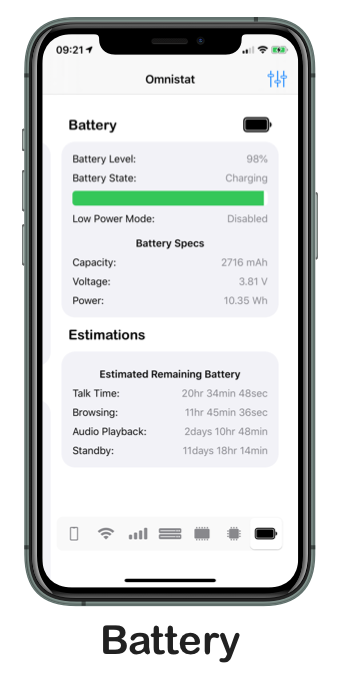 09:21
Omnistat
Battery
Battery Level: 98%
Battery State: Charging
Low Power Mode: Disabled
Battery Specs
Capacity: 2716 mAh
Voltage: 3.81 V
Power: 10.35 Wh
Estimations
Estimated Remaining Battery
Talk Time: 20hr 34min 48sec
Browsing: 11hr 45min 36sec
Audio Playback: 2days 10hr 48min
Standby: 11days 18hr 14min
Battery